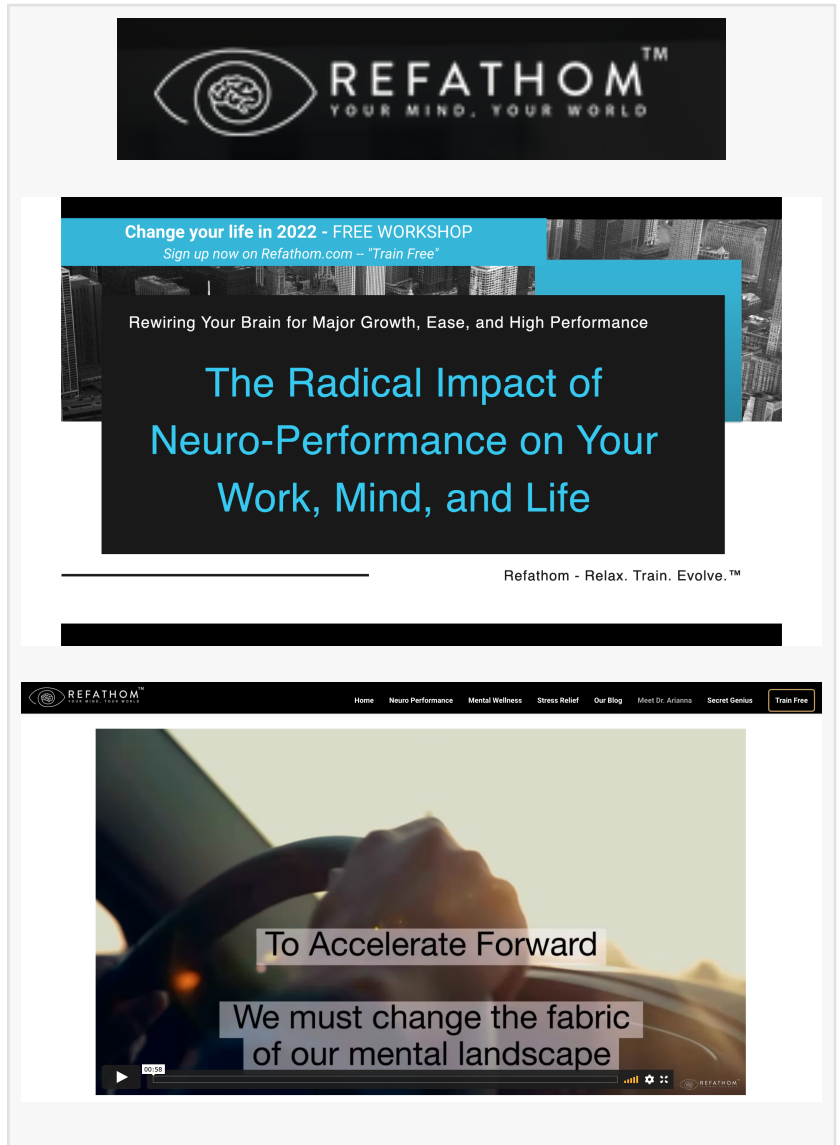 REFATHOM™
YOUR MIND, YOUR WORLD
Change your life in 2022 - FREE WORKSHOP
Sign up now on Refathom.com -- "Train Free"
Rewiring Your Brain for Major Growth, Ease, and High Performance
The Radical Impact of
Neuro-Performance on Your
Work, Mind, and Life
Refathom - Relax. Train. Evolve.™
REFATHOM™
YOUR MIND, YOUR WORLD
Home Neuro Performance Mental Wellness Stress Relief Our Blog Meet Dr. Arianna Secret Genius Train Free
To Accelerate Forward
We must change the fabric
of our mental landscape
00:58
REFATHOM™